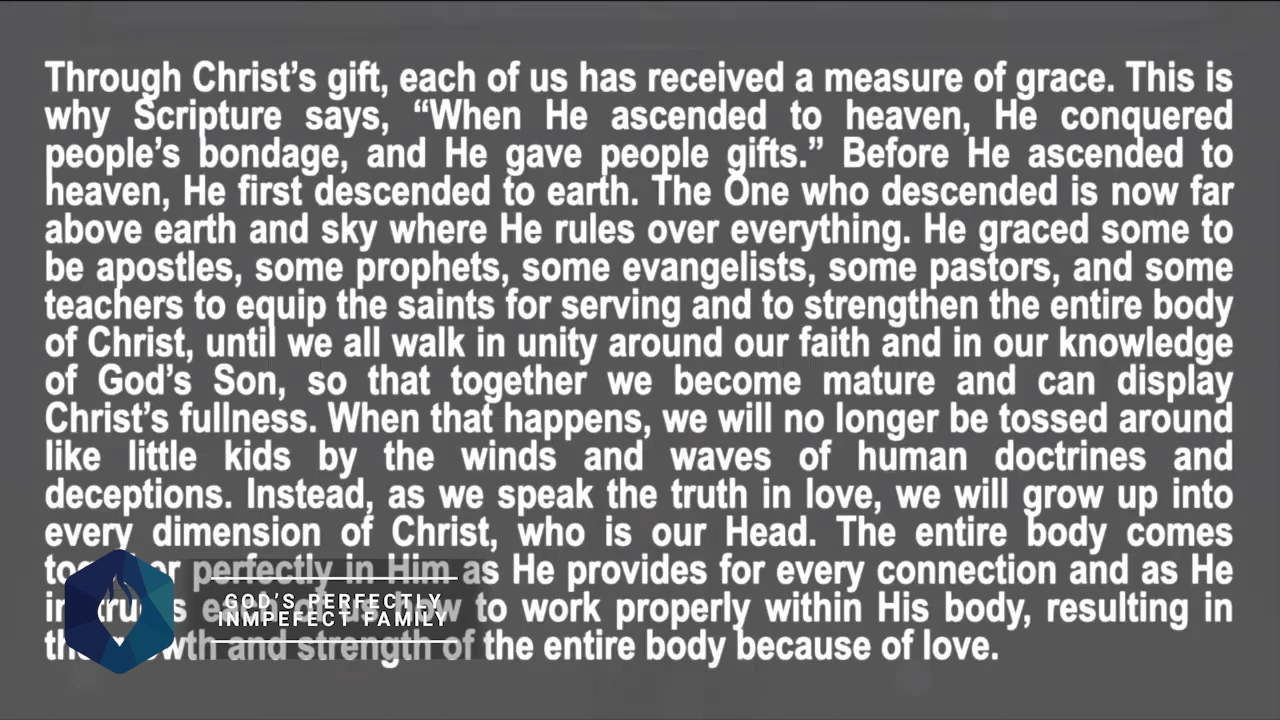 Through Christ’s gift, each of us has received a measure of grace. This is
why Scripture says, “When He ascended to heaven, He conquered
people’s bondage, and He gave people gifts.” Before He ascended to
heaven, He first descended to earth. The One who descended is now far
above earth and sky where He rules over everything. He graced some to
be apostles, some prophets, some evangelists, some pastors, and some
teachers to equip the saints for serving and to strengthen the entire body
of Christ, until we all walk in unity around our faith and in our knowledge
of God’s Son, so that together we become mature and can display
Christ’s fullness. When that happens, we will no longer be tossed around
like little kids by the winds and waves of human doctrines and
deceptions. Instead, as we speak the truth in love, we will grow up into
every dimension of Christ, who is our Head. The entire body comes
perfectly in Him as He provides for every connection and as He
to work properly within His body, resulting in
and strength of the entire body because of love.
GOD’S PERFECTLY
INMPEFECT FAMILY